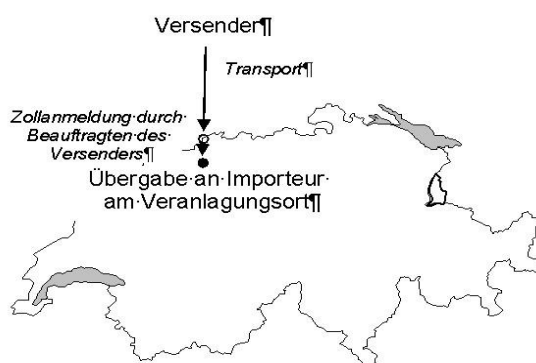 Versender¶
Transport¶
Zollanmeldung·durch·
Beauftragten·des·
Versenders¶
Übergabe·an·Importeur·
am·Veranlagungsort¶